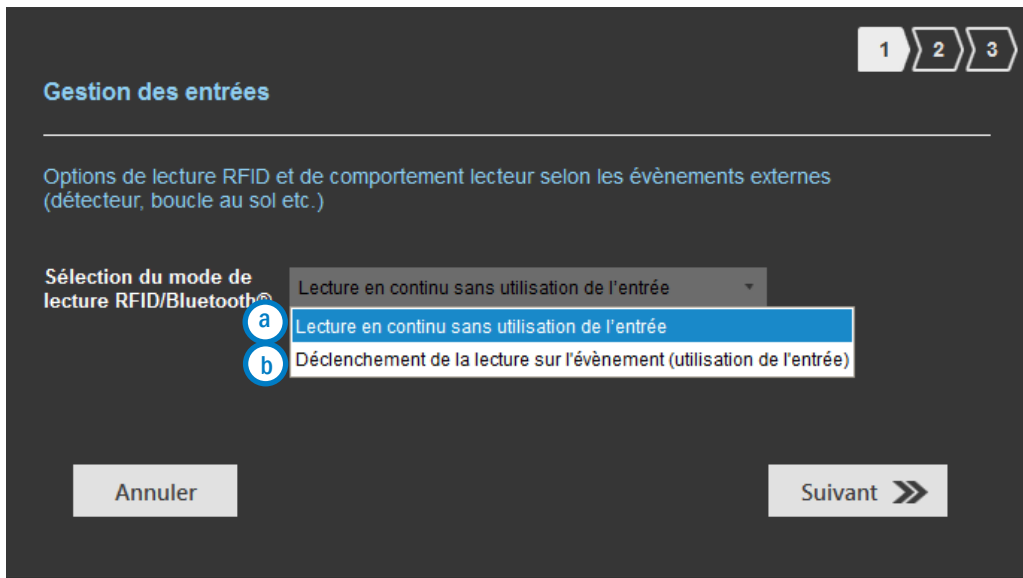 1 2 3
Gestion des entrées
Options de lecture RFID et de comportement lecteur selon les évènements externes
(détecteur, boucle au sol etc.)
Sélection du mode de
lecture RFID/Bluetooth®
Lecture en continu sans utilisation de l'entrée
a Lecture en continu sans utilisation de l'entrée
b Déclenchement de la lecture sur l'évènement (utilisation de l'entrée)
Annuler
Suivant